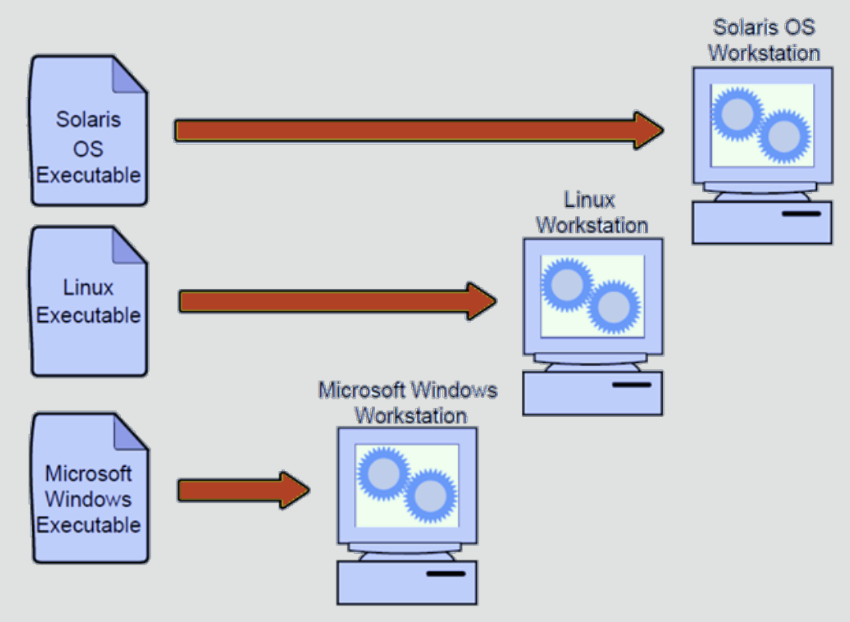 Solaris OS
Workstation
Solaris
OS
Executable
Linux
Workstation
Linux
Executable
Microsoft Windows
Workstation
Microsoft
Windows
Executable